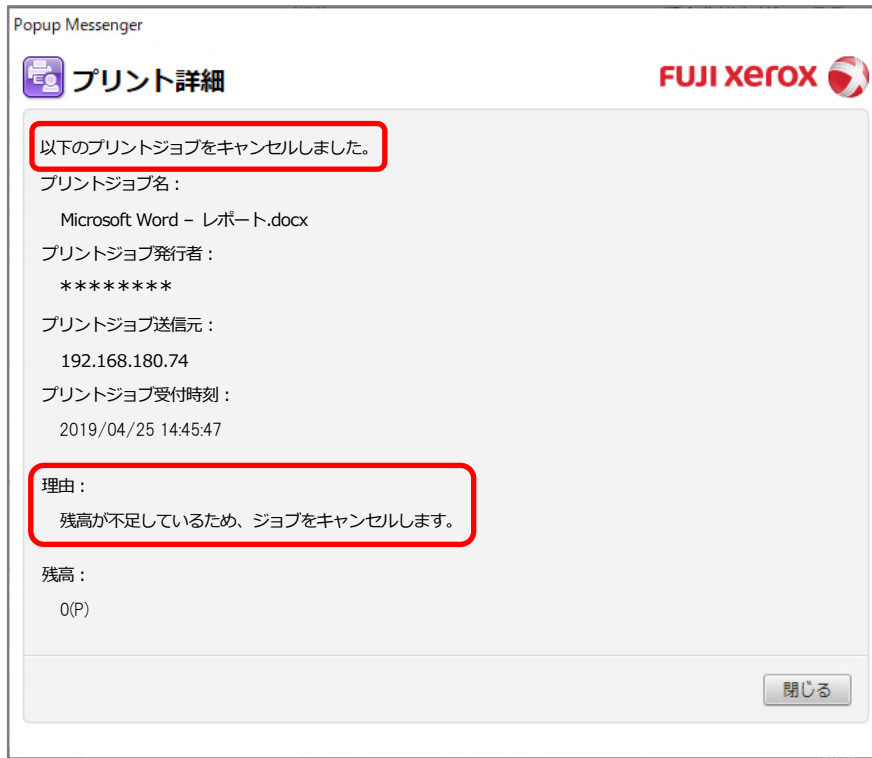 Popup Messenger
プリント詳細
FUJI xerox
以下のプリントジョブをキャンセルしました。
プリントジョブ名：
Microsoft Word – レポート.docx
プリントジョブ発行者：
********
プリントジョブ送信元：
192.168.180.74
プリントジョブ受付時刻：
2019/04/25 14:45:47
理由：
残高が不足しているため、ジョブをキャンセルします。
残高：
0(P)
閉じる